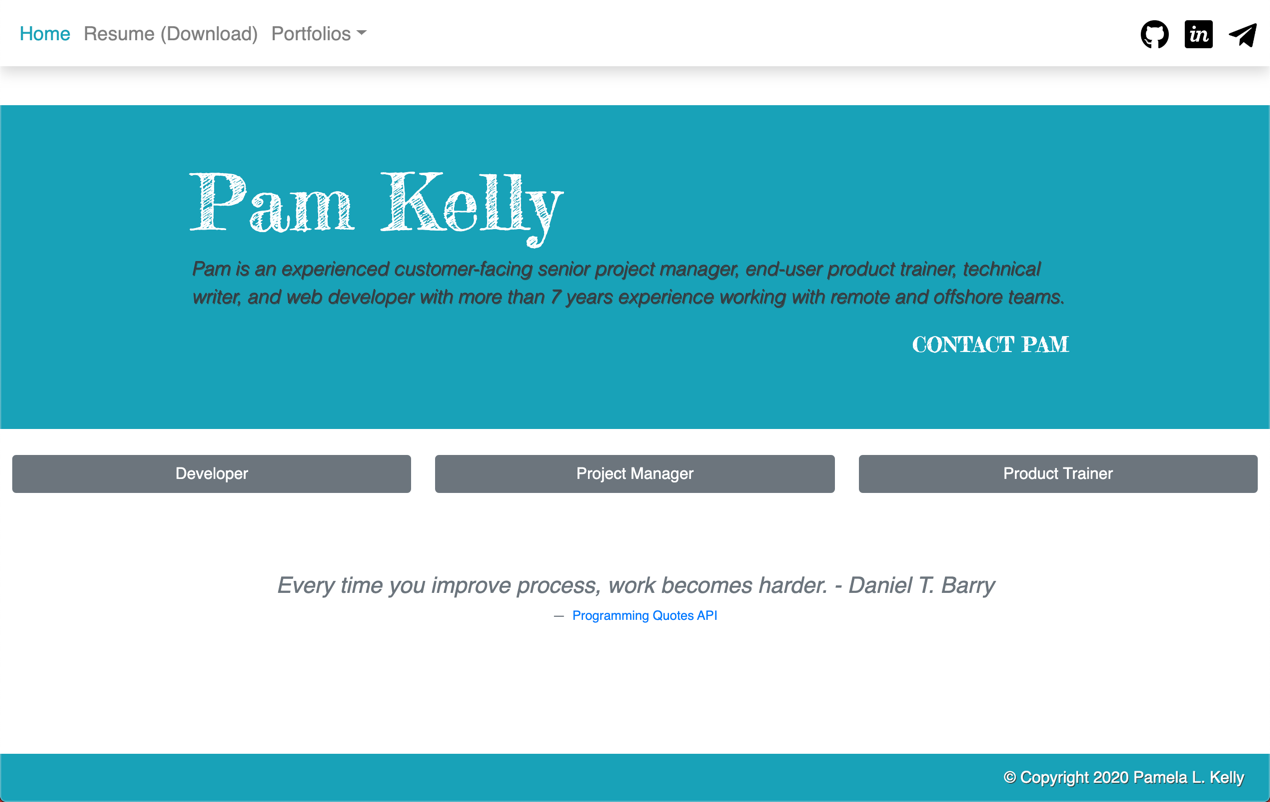 Home Resume (Download) Portfolios
in
Pam Kelly
Pam is an experienced customer-facing senior project manager, end-user product trainer, technical
writer, and web developer with more than 7 years experience working with remote and offshore teams.
CONTACT PAM
Developer Project Manager Product Trainer
Every time you improve process, work becomes harder. - Daniel T. Barry
— Programming Quotes API
© Copyright 2020 Pamela L. Kelly